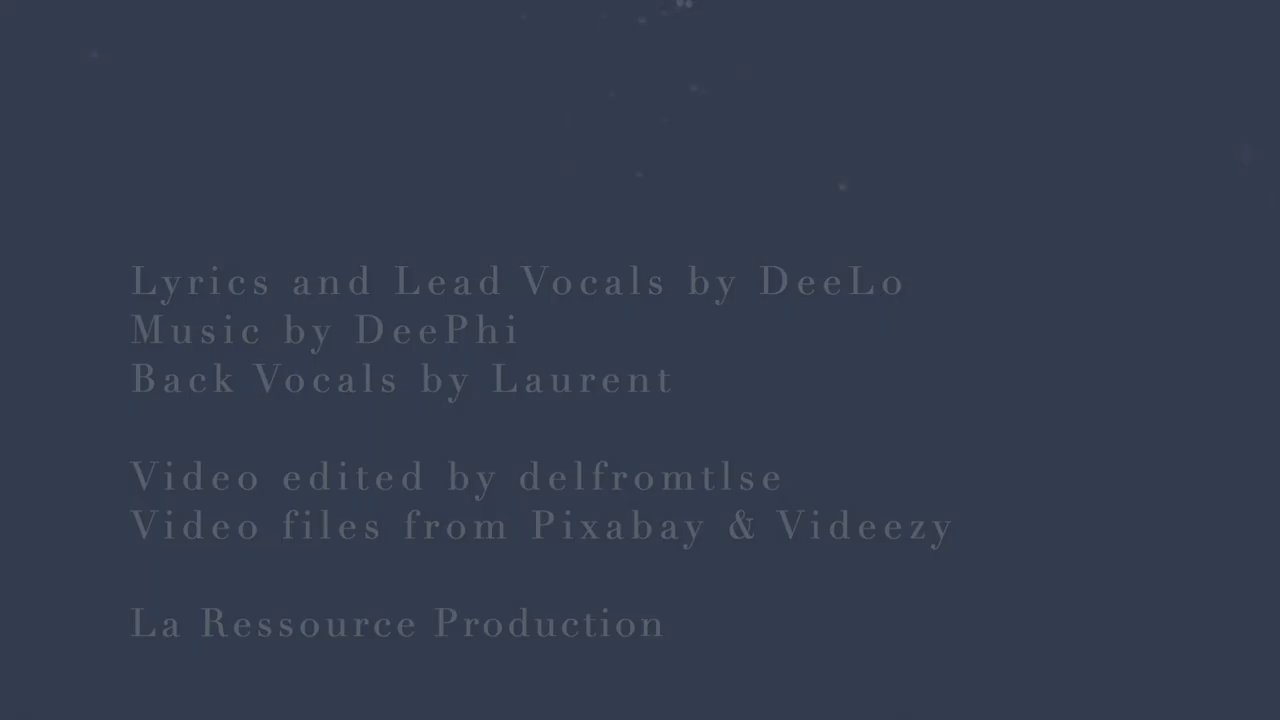 Lyrics and Lead Vocals by DeeLo
Music by DeePhi
Back Vocals by Laurent
Video edited by delfromtlse
Video files from Pixabay & Videezy
La Ressource Production